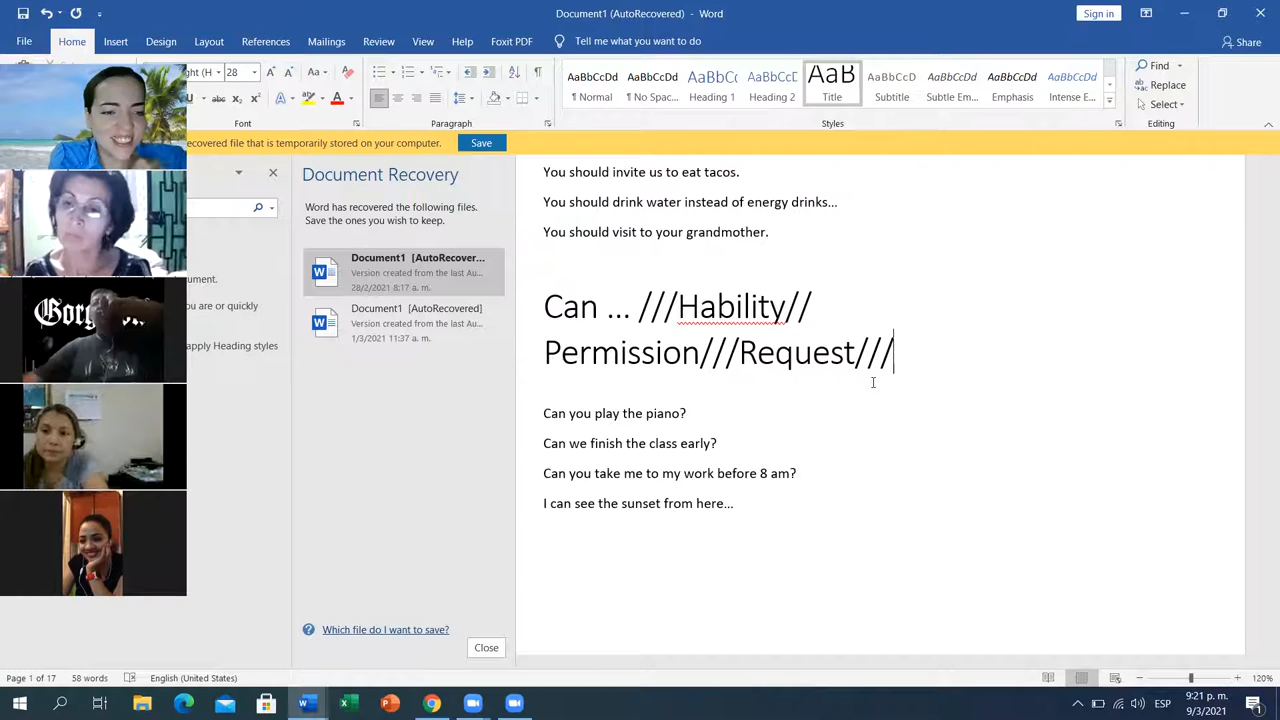 Document1 (AutoRecovered) - Word
Sign in
File Home Insert Design Layout References Mailings Review View Help Foxit PDF Tell me what you want to do
Share
28
Aa
AaBbCcDd AaBbCcDd AaBbCc AaBbCcD AaB AaBbCcD AaBbCcDd AaBbCcDd AaBbCcDd
¶ Normal ¶ No Spac... Heading 1 Heading 2 Title Subtitle Subtle Em... Emphasis Intense E...
Find
Replace
Select
Font Paragraph Styles Editing
ecovered file that is temporarily stored on your computer.
Save
Document Recovery
Word has recovered the following files.
Save the ones you wish to keep.
Document1 [AutoRecover...
Version created from the last Au...
28/2/2021 8:17 a. m.
Document1 [AutoRecovered]
Version created from the last Au...
1/3/2021 11:37 a. m.
ument.
ou are or quickly
apply Heading styles
Which file do I want to save?
Close
You should invite us to eat tacos.
You should drink water instead of energy drinks...
You should visit to your grandmother.
Can ... ///Hability//
Permission///Request///
Can you play the piano?
Can we finish the class early?
Can you take me to my work before 8 am?
I can see the sunset from here...
Page 1 of 17 58 words English (United States)
120%
ESP
9:21 p. m.
9/3/2021